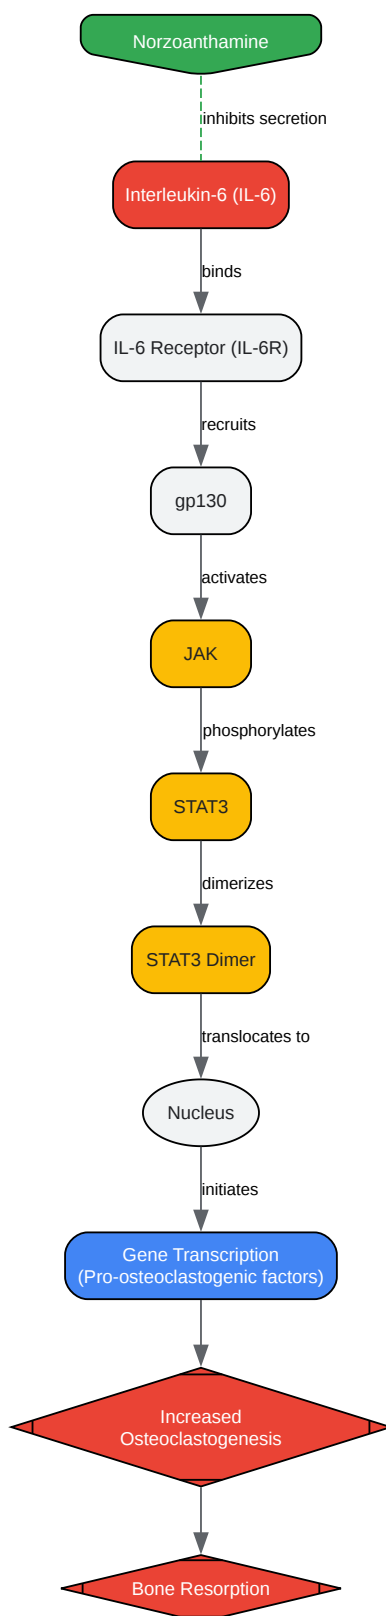 Norzoanthamine
inhibits secretion
Interleukin-6 (IL-6)
binds
IL-6 Receptor (IL-6R)
recruits
gp130
activates
JAK
phosphorylates
STAT3
dimerizes
STAT3 Dimer
translocates to
Nucleus
initiates
Gene Transcription
(Pro-osteoclastogenic factors)
Increased
Osteoclastogenesis
Bone Resorption